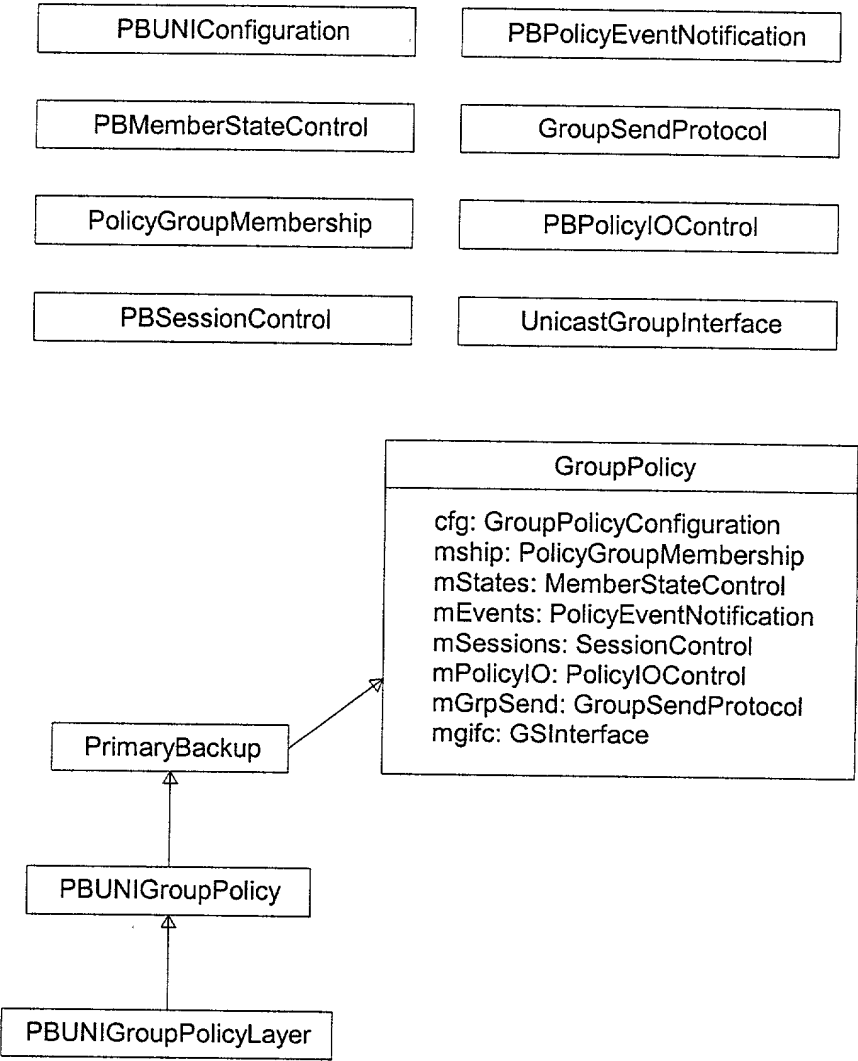 PBUNIConfiguration
PBPolicyEventNotification
PBMemberStateControl
GroupSendProtocol
PolicyGroupMembership
PBPolicyIOControl
PBSessionControl
UnicastGroupInterface
GroupPolicy
cfg: GroupPolicyConfiguration
mship: PolicyGroupMembership
mStates: MemberStateControl
mEvents: PolicyEventNotification
mSessions: SessionControl
mPolicyIO: PolicyIOControl
mGrpSend: GroupSendProtocol
mgifc: GSInterface
PrimaryBackup
PBUNIGroupPolicy
PBUNIGroupPolicyLayer